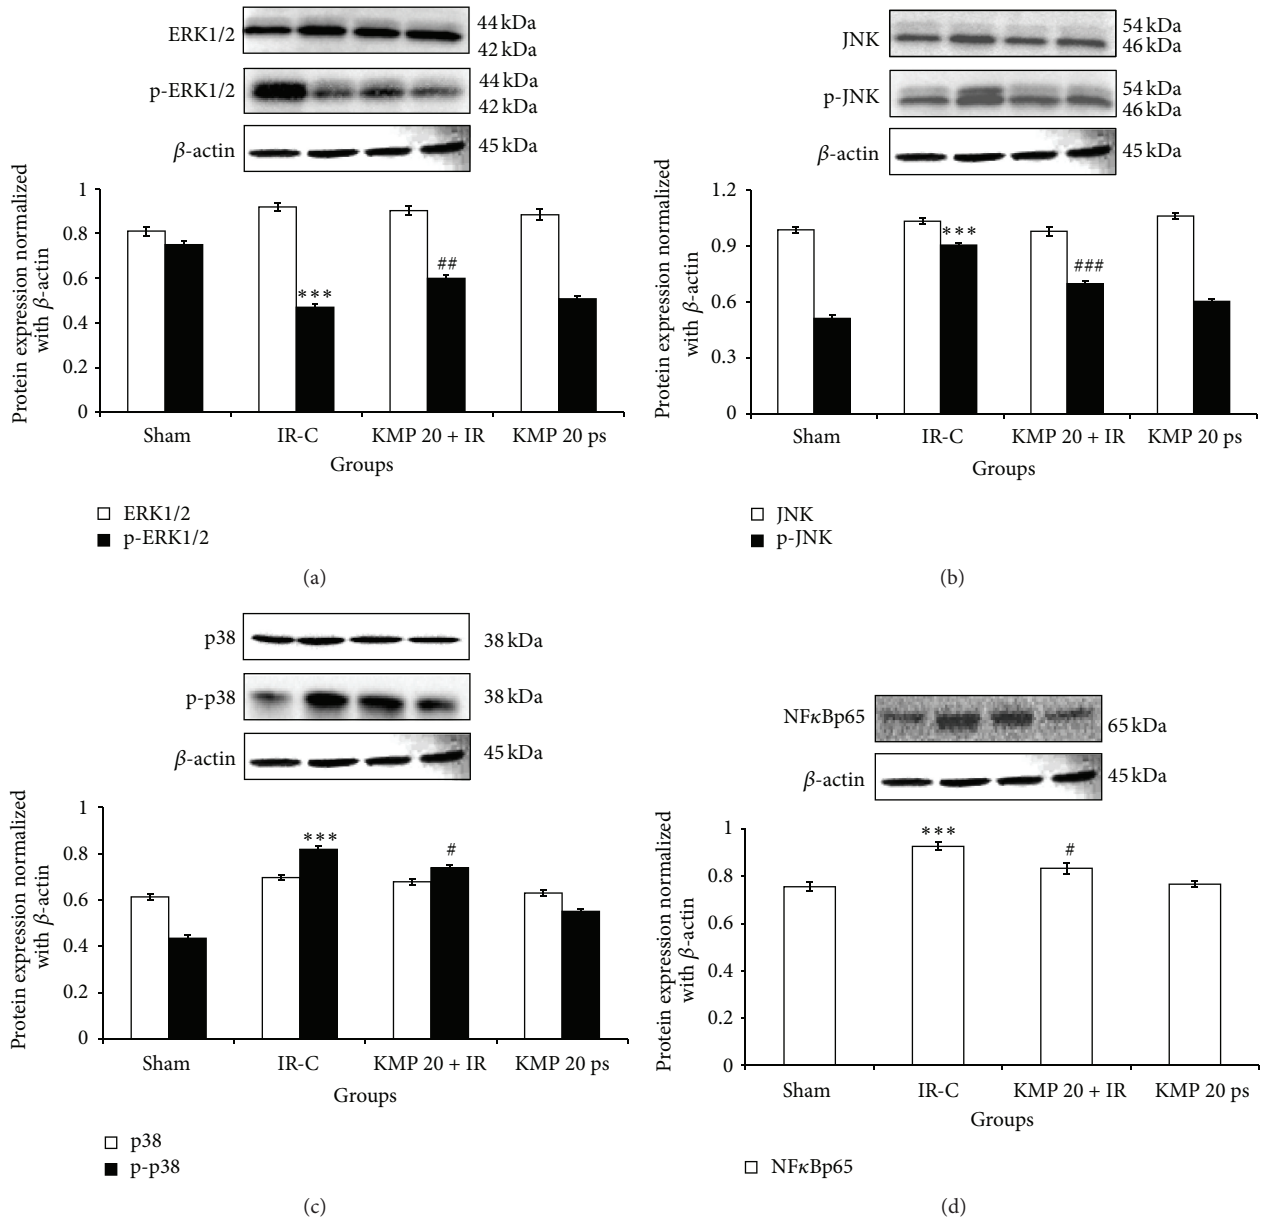 ERK1/2
44 kDa
42 kDa
p-ERK1/2
44 kDa
42 kDa
β-actin
45 kDa
Protein expression normalized
with β-actin
1
0.8
0.6
0.4
0.2
0
***
##
Sham
IR-C
KMP 20 + IR
KMP 20 ps
Groups
ERK1/2
p-ERK1/2
(a)
JNK
54 kDa
46 kDa
p-JNK
54 kDa
46 kDa
β-actin
45 kDa
Protein expression normalized
with β-actin
1.2
0.9
0.6
0.3
0
***
###
Sham
IR-C
KMP 20 + IR
KMP 20 ps
Groups
JNK
p-JNK
(b)
p38
38 kDa
p-p38
38 kDa
β-actin
45 kDa
Protein expression normalized
with β-actin
1
0.8
0.6
0.4
0.2
0
***
#
Sham
IR-C
KMP 20 + IR
KMP 20 ps
Groups
p38
p-p38
(c)
NFκBp65
65 kDa
β-actin
45 kDa
Protein expression normalized
with β-actin
1
0.8
0.6
0.4
0.2
0
***
#
Sham
IR-C
KMP 20 + IR
KMP 20 ps
Groups
NFκBp65
(d)